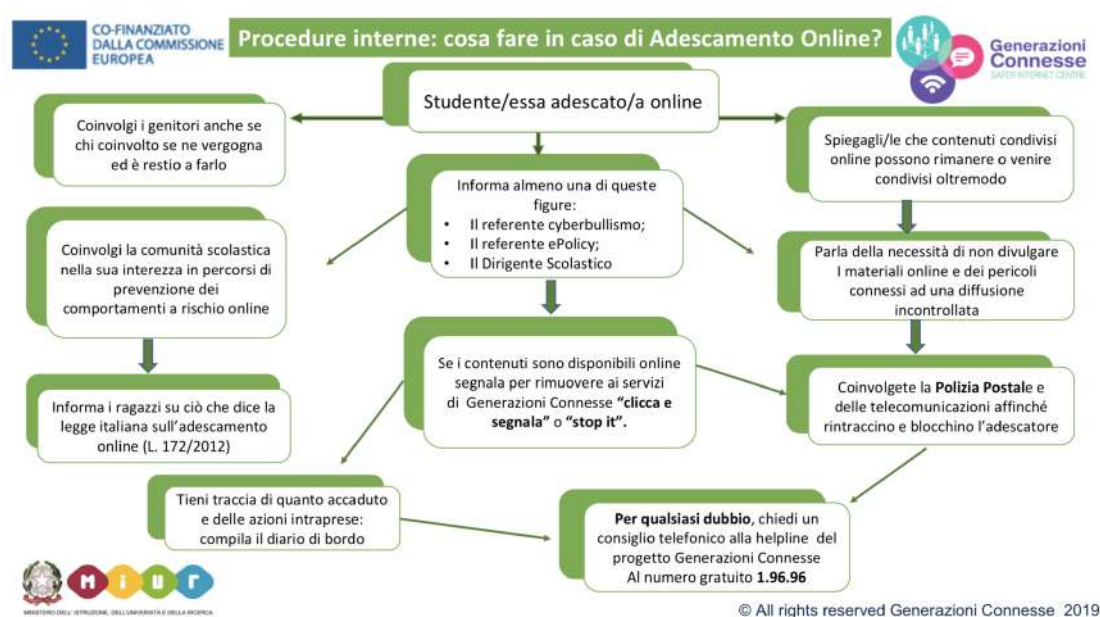 CO-FINANZIATO
DALLA COMMISSIONE
EUROPEA
Procedure interne: cosa fare in caso di Adescamento Online?
Generazioni
Connesse
SAFER INTERNET CENTRE
Studente/essa adescato/a online
Coinvolgi i genitori anche se
chi coinvolto se ne vergogna
ed è restio a farlo
Spiegagli/le che contenuti condivisi
online possono rimanere o venire
condivisi oltremodo
Informa almeno una di queste
figure:
• Il referente cyberbullismo;
• Il referente ePolicy;
• Il Dirigente Scolastico
Coinvolgi la comunità scolastica
nella sua interezza in percorsi di
prevenzione dei
comportamenti a rischio online
Parla della necessità di non divulgare
I materiali online e dei pericoli
connessi ad una diffusione
incontrollata
Se i contenuti sono disponibili online
segnala per rimuovere ai servizi
di Generazioni Connesse “clicca e
segnala” o “stop it”.
Informa i ragazzi su ciò che dice la
legge italiana sull’adescamento
online (L. 172/2012)
Coinvolgete la Polizia Postale e
delle telecomunicazioni affinché
rintraccino e blocchino l’adescatore
Tieni traccia di quanto accaduto
e delle azioni intraprese:
compila il diario di bordo
Per qualsiasi dubbio, chiedi un
consiglio telefonico alla helpline del
progetto Generazioni Connesse
Al numero gratuito 1.96.96
MIUR
MINISTERO DELL'ISTRUZIONE, DELL'UNIVERSITÀ E DELLA RICERCA
© All rights reserved Generazioni Connesse 2019